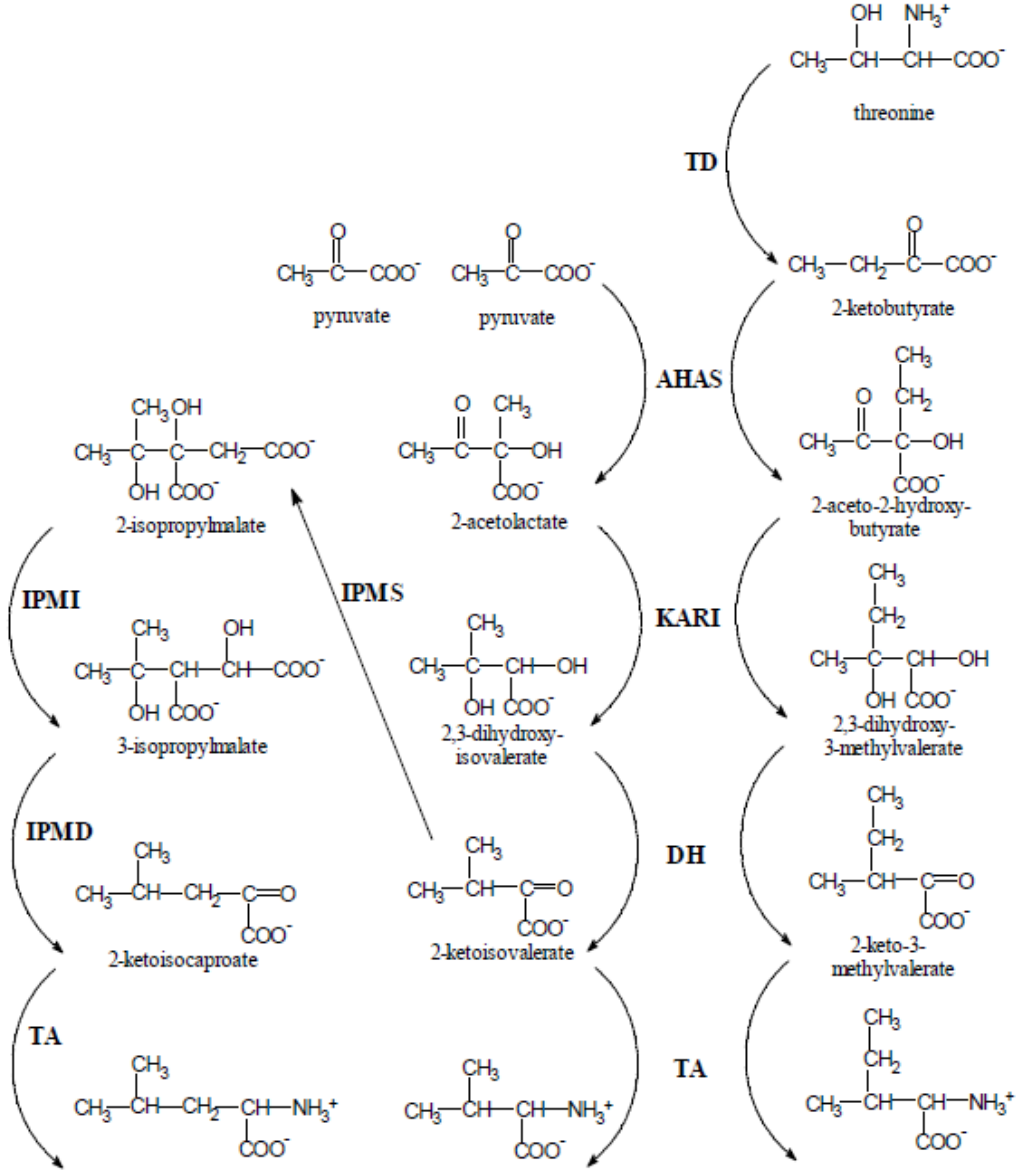 OH NH3+
CH3—CH—CH—COO-
threonine
TD
O
CH3—C—COO-
pyruvate
O
CH3—C—COO-
pyruvate
O
CH3—CH2—C—COO-
2-ketobutyrate
AHAS
CH3 OH
CH3—C—C—CH2—COO-
OH COO-
2-isopropylmalate
O CH3
CH3—C—C—OH
COO-
2-acetolactate
CH3
O CH2
CH3—C—C—OH
COO-
2-aceto-2-hydroxy-
butyrate
IPMI
IPMS
KARI
CH3 OH
CH3—C—CH—CH—COO-
OH COO-
3-isopropylmalate
CH3
CH3—C—CH—OH
OH COO-
2,3-dihydroxy-
isovalerate
CH3
CH2
CH3—C—CH—OH
OH COO-
2,3-dihydroxy-
3-methylvalerate
IPMD
DH
CH3
CH3—CH—CH2—C=O
COO-
2-ketoisocaproate
CH3
CH3—CH—C=O
COO-
2-ketoisovalerate
CH3
CH2
CH3—CH—C=O
COO-
2-keto-3-
methylvalerate
TA
TA
CH3
CH3—CH—CH2—CH—NH3+
COO-
CH3
CH3—CH—CH—NH3+
COO-
CH3
CH2
CH3—CH—CH—NH3+
COO-